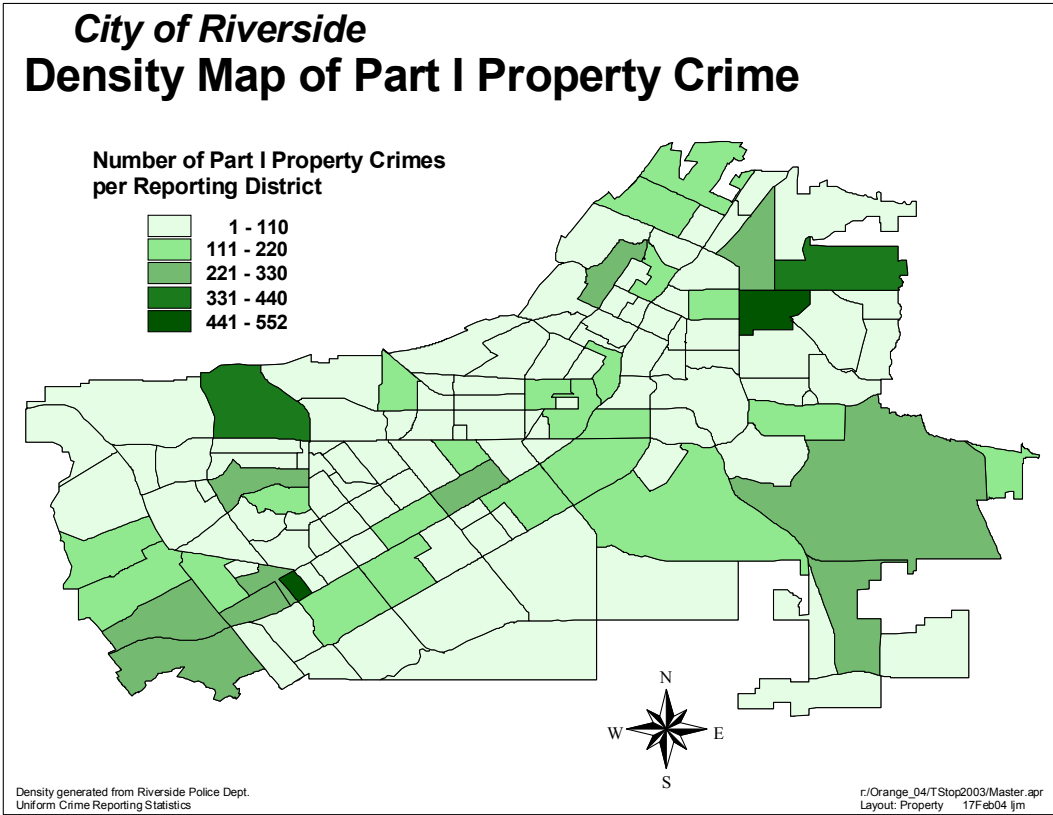 City of Riverside
Density Map of Part I Property Crime
Number of Part I Property Crimes
per Reporting District
1 - 110
111 - 220
221 - 330
331 - 440
441 - 552
N
W E
S
Density generated from Riverside Police Dept.
Uniform Crime Reporting Statistics
r:/Orange_04/TStop2003/Master.apr
Layout: Property 17Feb04 ljm